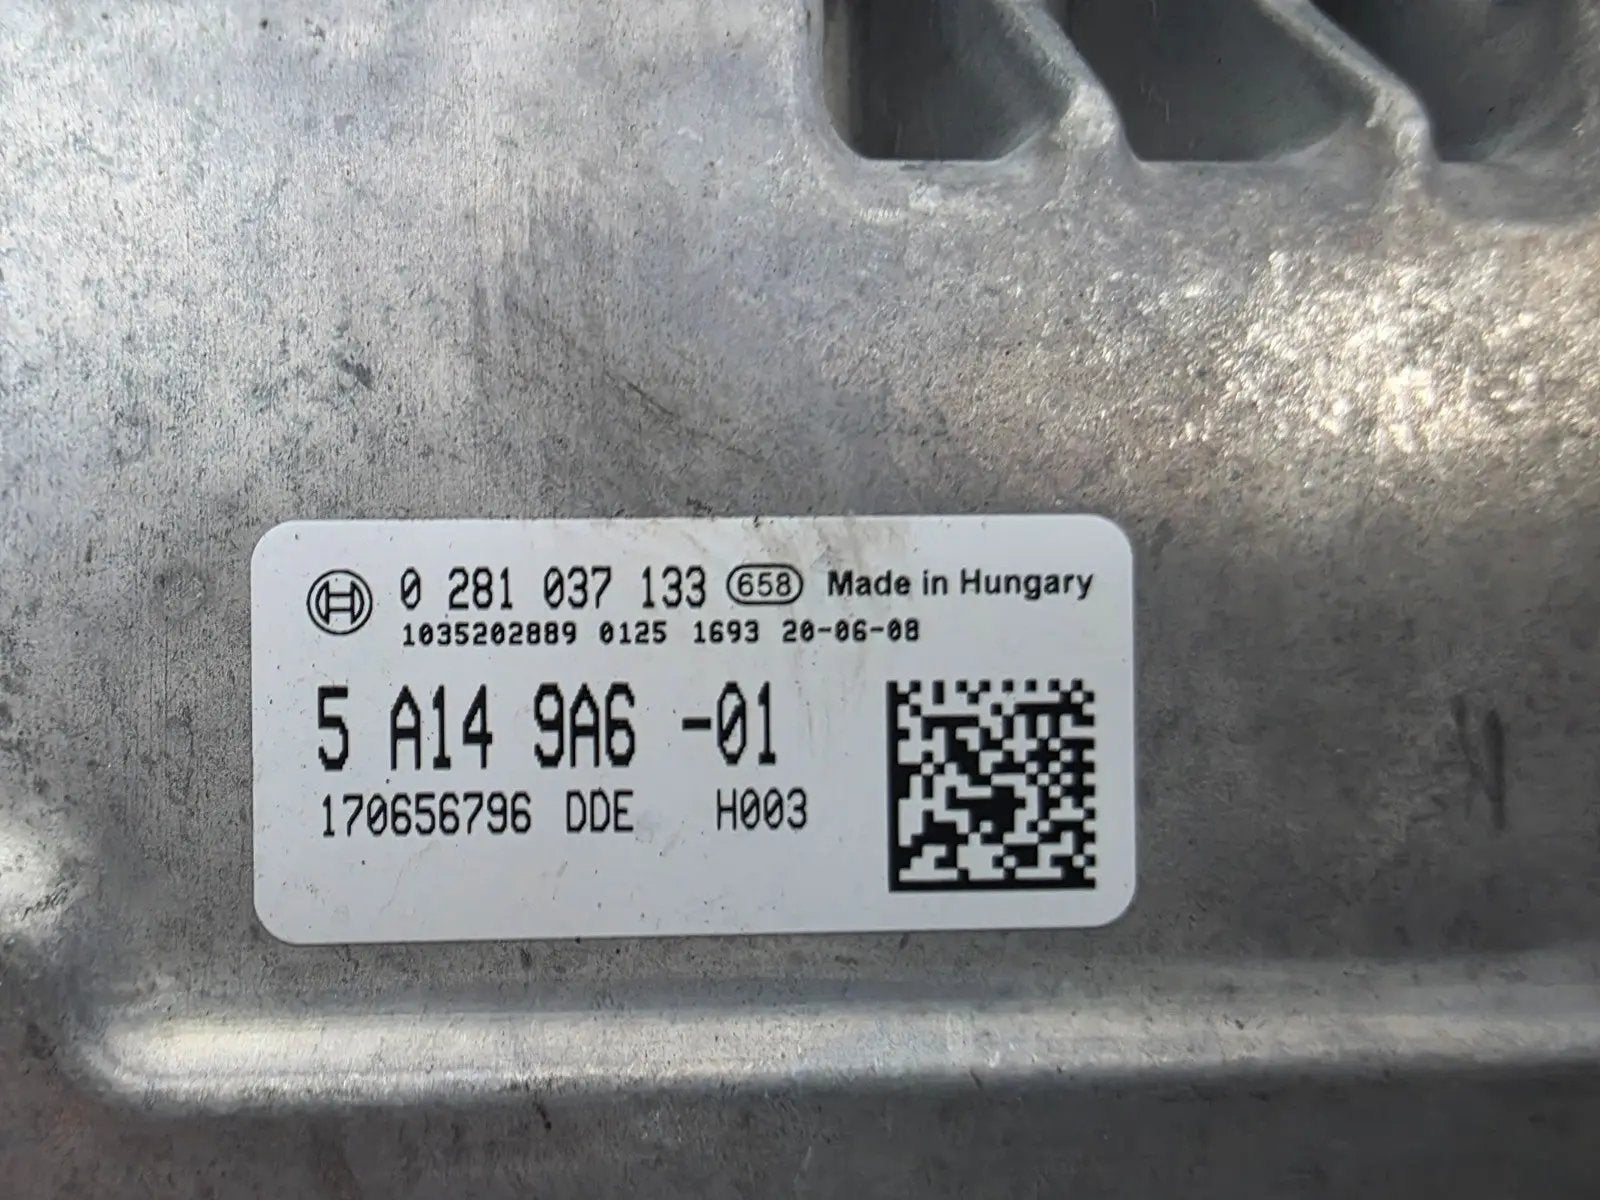 0 281 037 133 658 Made in Hungary
1035202889 0125 1693 20-06-08
5 A14 9A6 -01
170656796 DDE H003